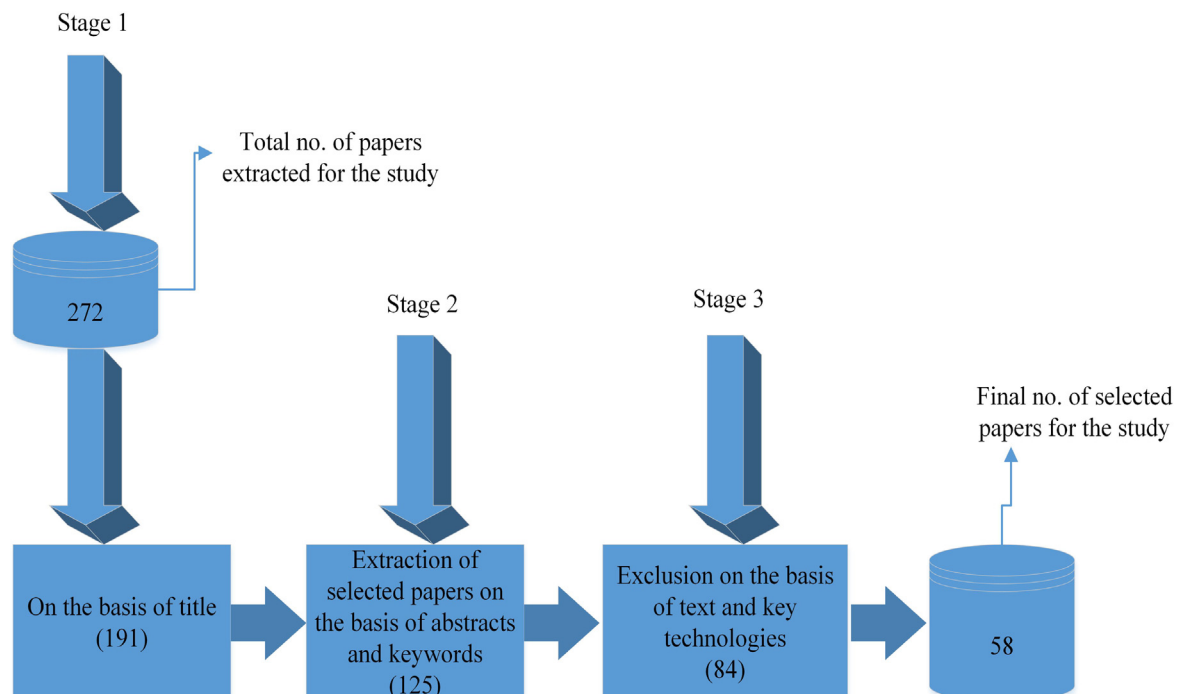 Stage 1
Total no. of papers
extracted for the study
272
Stage 2
Stage 3
Final no. of selected
papers for the study
On the basis of title
(191)
Extraction of
selected papers on
the basis of abstracts
and keywords
(125)
Exclusion on the basis
of text and key
technologies
(84)
58